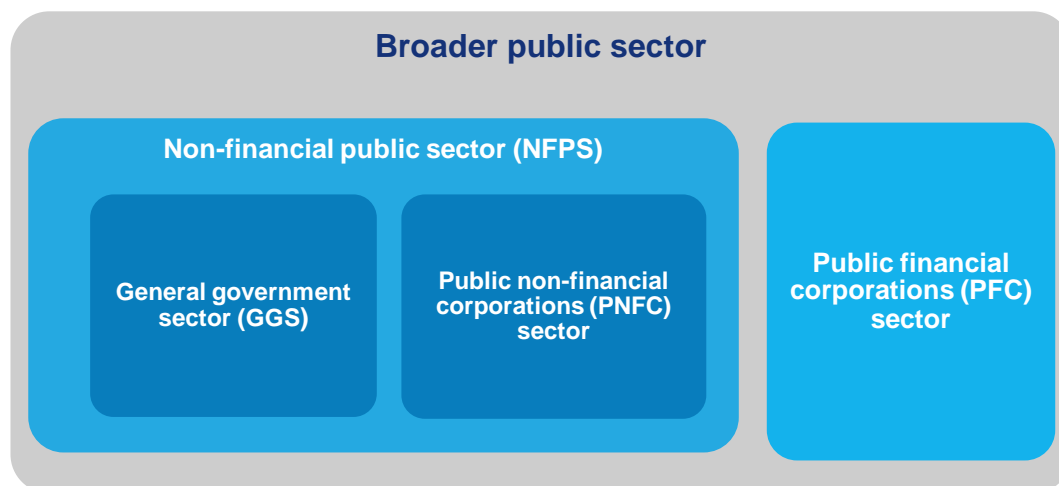 Broader public sector
Non-financial public sector (NFPS)
General government
sector (GGS)
Public non-financial
corporations (PNFC)
sector
Public financial
corporations (PFC)
sector